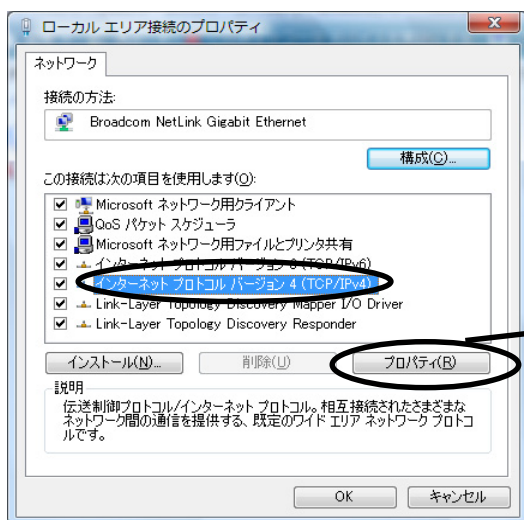 ローカル エリア接続のプロパティ
ネットワーク
接続の方法:
Broadcom NetLink Gigabit Ethernet
構成(C)...
この接続は次の項目を使用します(O):
Microsoft ネットワーク用クライアント
QoS パケット スケジューラ
Microsoft ネットワーク用ファイルとプリンタ共有
インターネット プロトコル バージョン 6 (TCP/IPv6)
インターネット プロトコル バージョン 4 (TCP/IPv4)
Link-Layer Topology Discovery Mapper I/O Driver
Link-Layer Topology Discovery Responder
インストール(N)...
削除(U)
プロパティ(R)
説明
伝送制御プロトコル/インターネット プロトコル。相互接続されたさまざまな
ネットワーク間の通信を提供する、既定のワイド エリア ネットワーク プロトコ
ルです。
OK
キャンセル